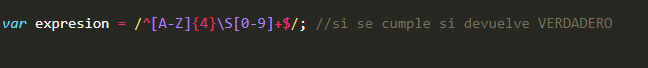 var expresion = /^[A-Z]{4}\S[0-9]+$/; //si se cumple si devuelve VERDADERO